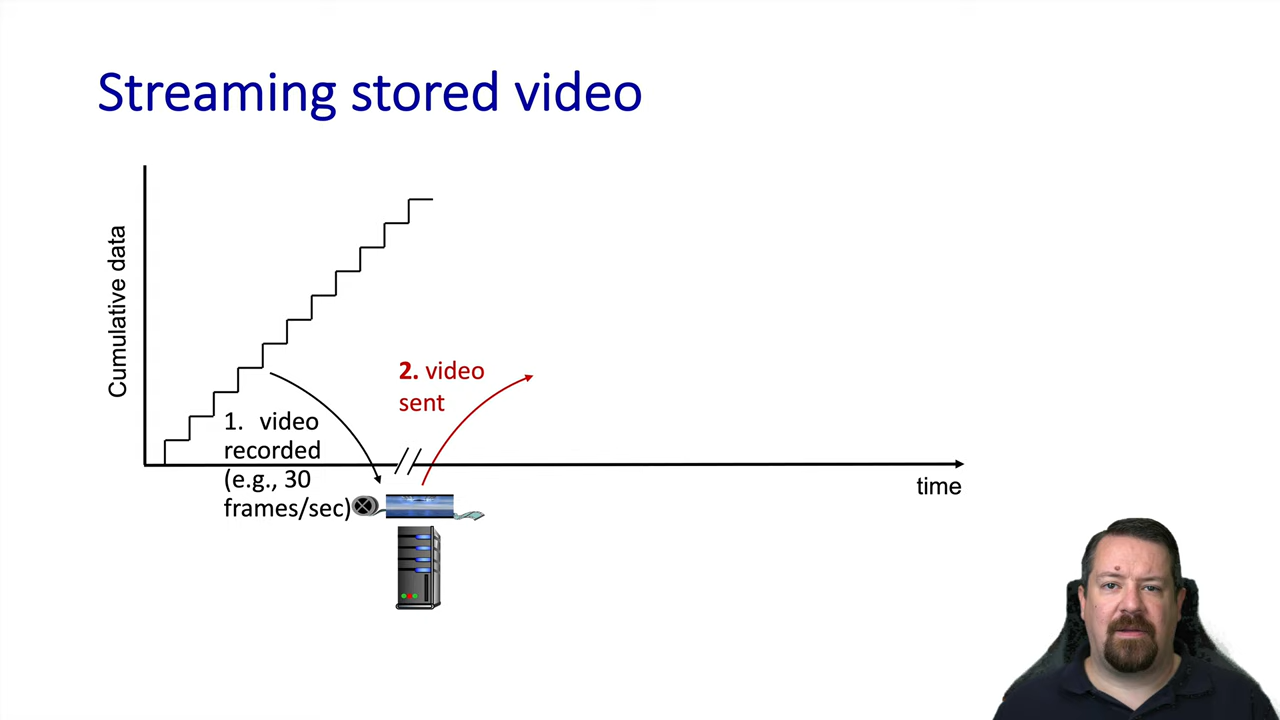 Streaming stored video
Cumulative data
2. video
sent
1. video
recorded
(e.g., 30
frames/sec)
time